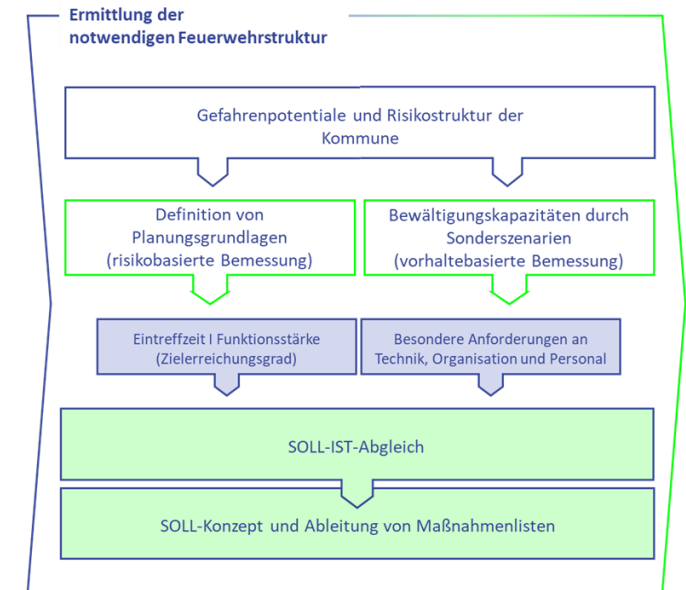 Ermittlung der
notwendigen Feuerwehrstruktur
Gefahrenpotentiale und Risikostruktur der
Kommune
Definition von
Planungsgrundlagen
(risikobasierte Bemessung)
Bewältigungskapazitäten durch
Sonderszenarien
(vorhaltebasierte Bemessung)
Eintreffzeit I Funktionsstärke
(Zielerreichungsgrad)
Besondere Anforderungen an
Technik, Organisation und Personal
SOLL-IST-Abgleich
SOLL-Konzept und Ableitung von Maßnahmenlisten